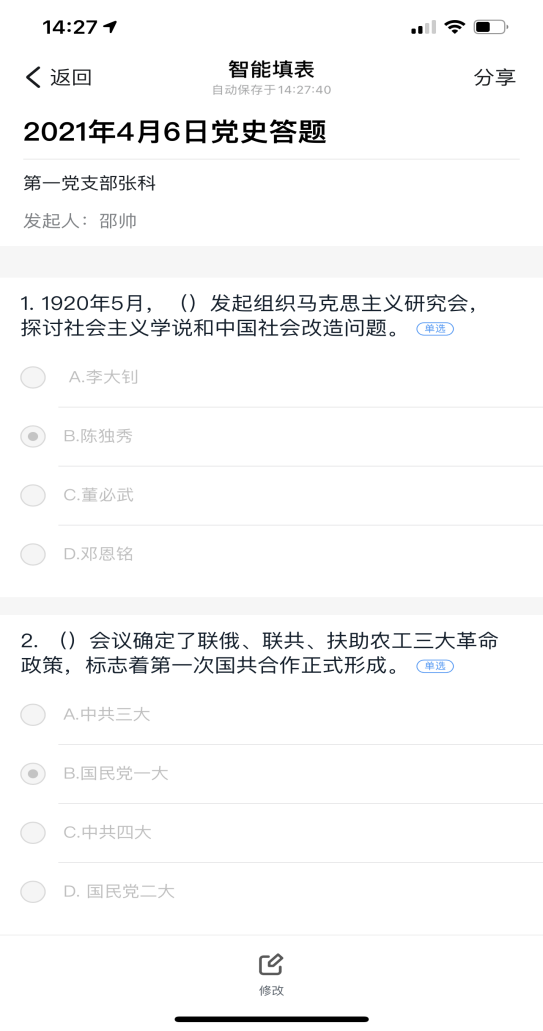 14:27
返回
智能填表
分享
自动保存于14:27:40
2021年4月6日党史答题
第一党支部张科
发起人：邵帅
1. 1920年5月，（）发起组织马克思主义研究会，
探讨社会主义学说和中国社会改造问题。 单选
A.李大钊
B.陈独秀
C.董必武
D.邓恩铭
2. （）会议确定了联俄、联共、扶助农工三大革命
政策，标志着第一次国共合作正式形成。 单选
A.中共三大
B.国民党一大
C.中共四大
D. 国民党二大
修改